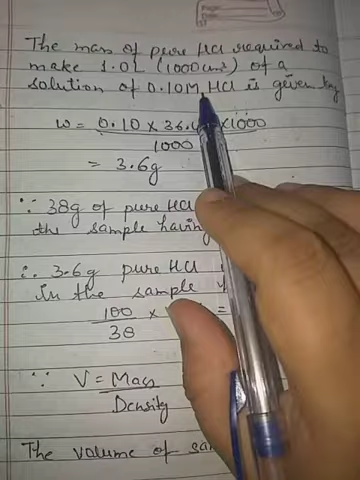 Page:
The mass of pure HCl required to
make 1.0L (1000cm³) of a
solution of 0.10M HCl is given by
W = 0.10 × 36. × 1000
1000
= 3.6g
∵ 38g of pure HCl
the sample having
∴ 3.6g pure HCl
in the sample
100 × =
38
∵ V = Mass
Density
The volume of